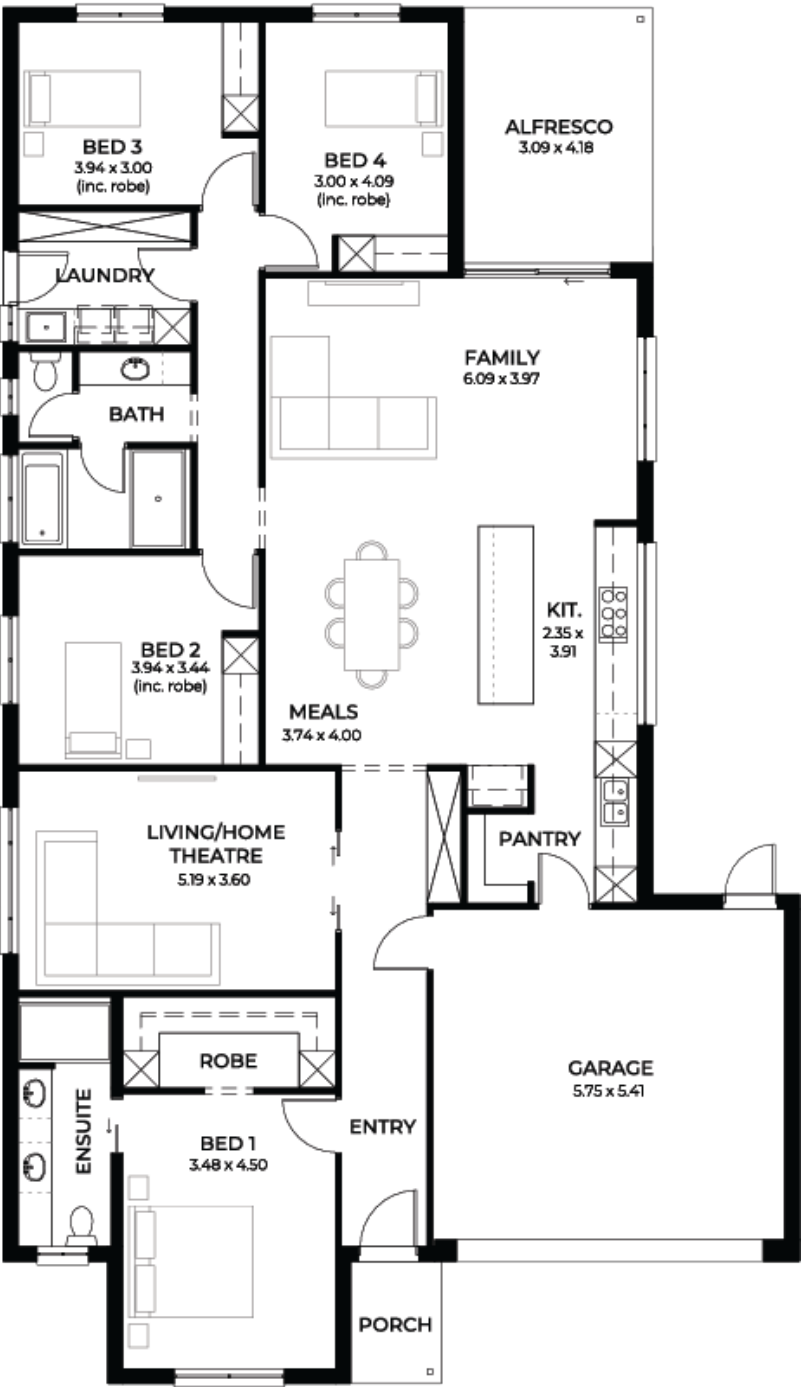 BED 3
3.94 x 3.00
(inc. robe)
BED 4
3.00 x 4.09
(inc. robe)
ALFRESCO
3.09 x 4.18
LAUNDRY
FAMILY
6.09 x 3.97
BATH
KIT.
2.35 x
3.91
BED 2
3.94 x 3.44
(inc. robe)
MEALS
3.74 x 4.00
LIVING/HOME
THEATRE
5.19 x 3.60
PANTRY
ROBE
GARAGE
5.75 x 5.41
ENSUITE
ENTRY
BED 1
3.48 x 4.50
PORCH